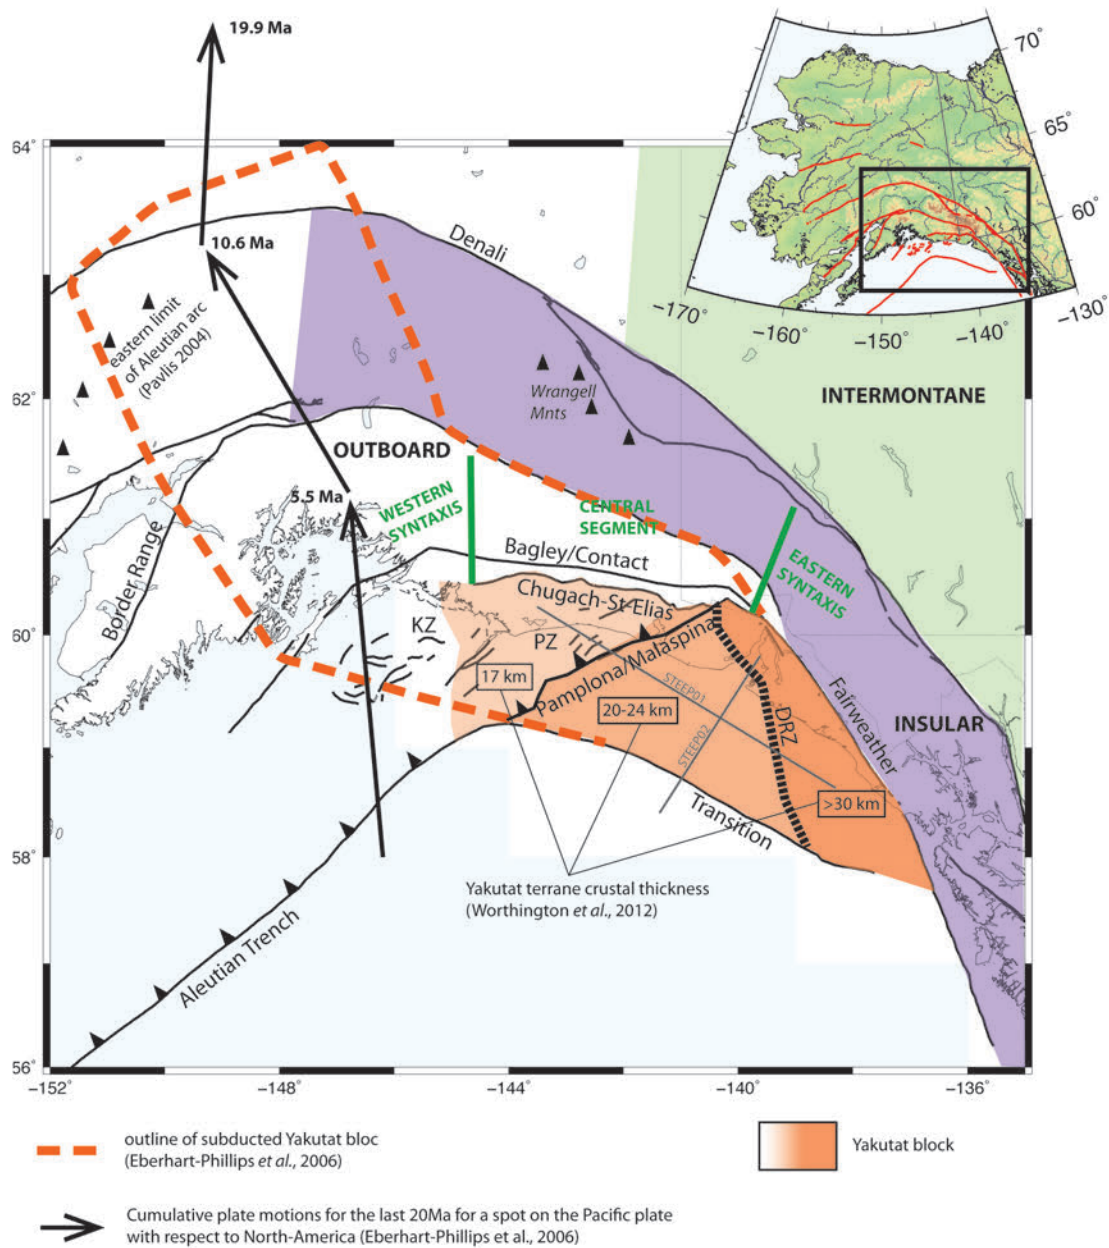 19.9 Ma
70°
65°
60°
−170°
−160°
−150°
−140°
−130°
64°
10.6 Ma
Denali
eastern limit
of Aleutian arc
(Pavlis 2004)
62°
Wrangell
Mnts
INTERMONTANE
OUTBOARD
5.5 Ma
WESTERN
SYNTAXIS
CENTRAL
SEGMENT
EASTERN
SYNTAXIS
Border Range
Bagley/Contact
Chugach-St-Elias
60°
KZ
PZ
17 km
Pamplona/Malaspina
STEEP01
20-24 km
STEEP02
DRZ
Fairweather
INSULAR
>30 km
Transition
58°
Yakutat terrane crustal thickness
(Worthington et al., 2012)
Aleutian Trench
56°
−152°
−148°
−144°
−140°
−136°
outline of subducted Yakutat bloc
(Eberhart-Phillips et al., 2006)
Yakutat block
Cumulative plate motions for the last 20Ma for a spot on the Pacific plate
with respect to North-America (Eberhart-Phillips et al., 2006)